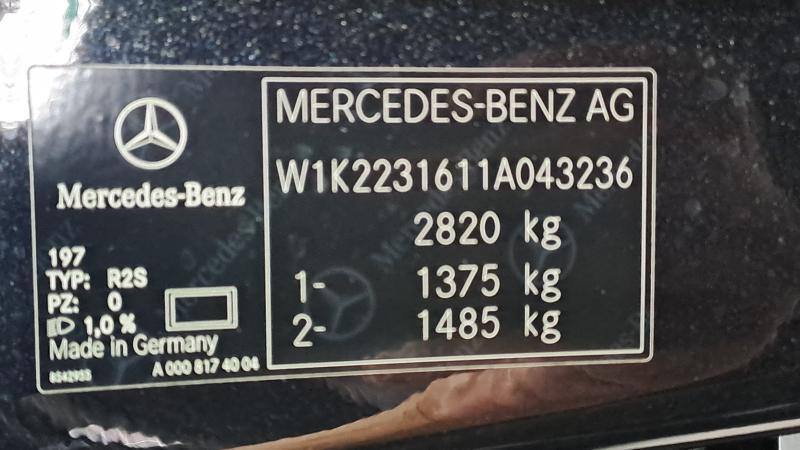 Mercedes-Benz
197
TYP: R2S
PZ: 0
1,0 %
Made in Germany
A 000 817 40 04
8542955
MERCEDES-BENZ AG
W1K2231611A043236
2820 kg
1- 1375 kg
2- 1485 kg